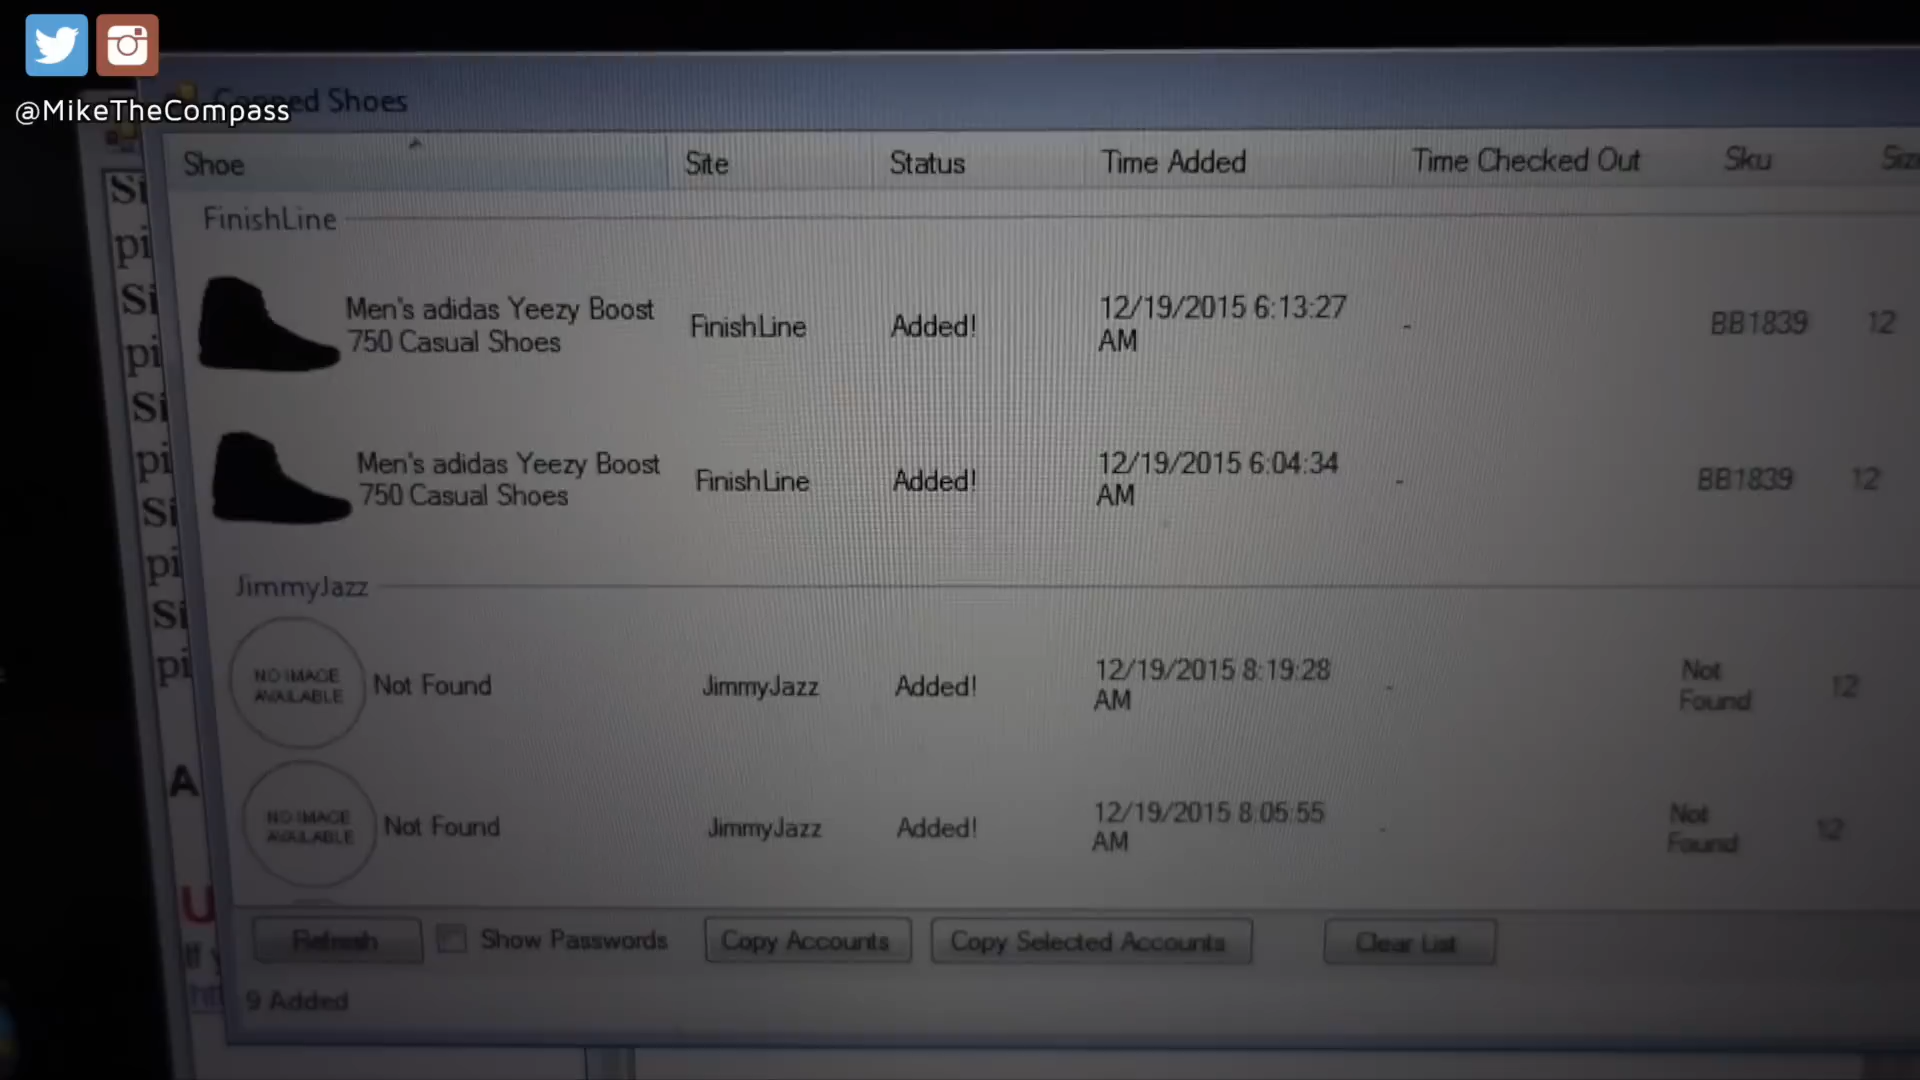 @MikeTheCompass
Copped Shoes
Shoe Site Status Time Added Time Checked Out Sku
FinishLine
Men's adidas Yeezy Boost 750 Casual Shoes FinishLine Added! 12/19/2015 6:13:27 AM - BB1839 12
Men's adidas Yeezy Boost 750 Casual Shoes FinishLine Added! 12/19/2015 6:04:34 AM - BB1839 12
JimmyJazz
NO IMAGE AVAILABLE Not Found JimmyJazz Added! 12/19/2015 8:19:28 AM - Not Found 12
NO IMAGE AVAILABLE Not Found JimmyJazz Added! 12/19/2015 8:05:55 AM - Not Found 12
Refresh Show Passwords Copy Accounts Copy Selected Accounts Clear List
9 Added